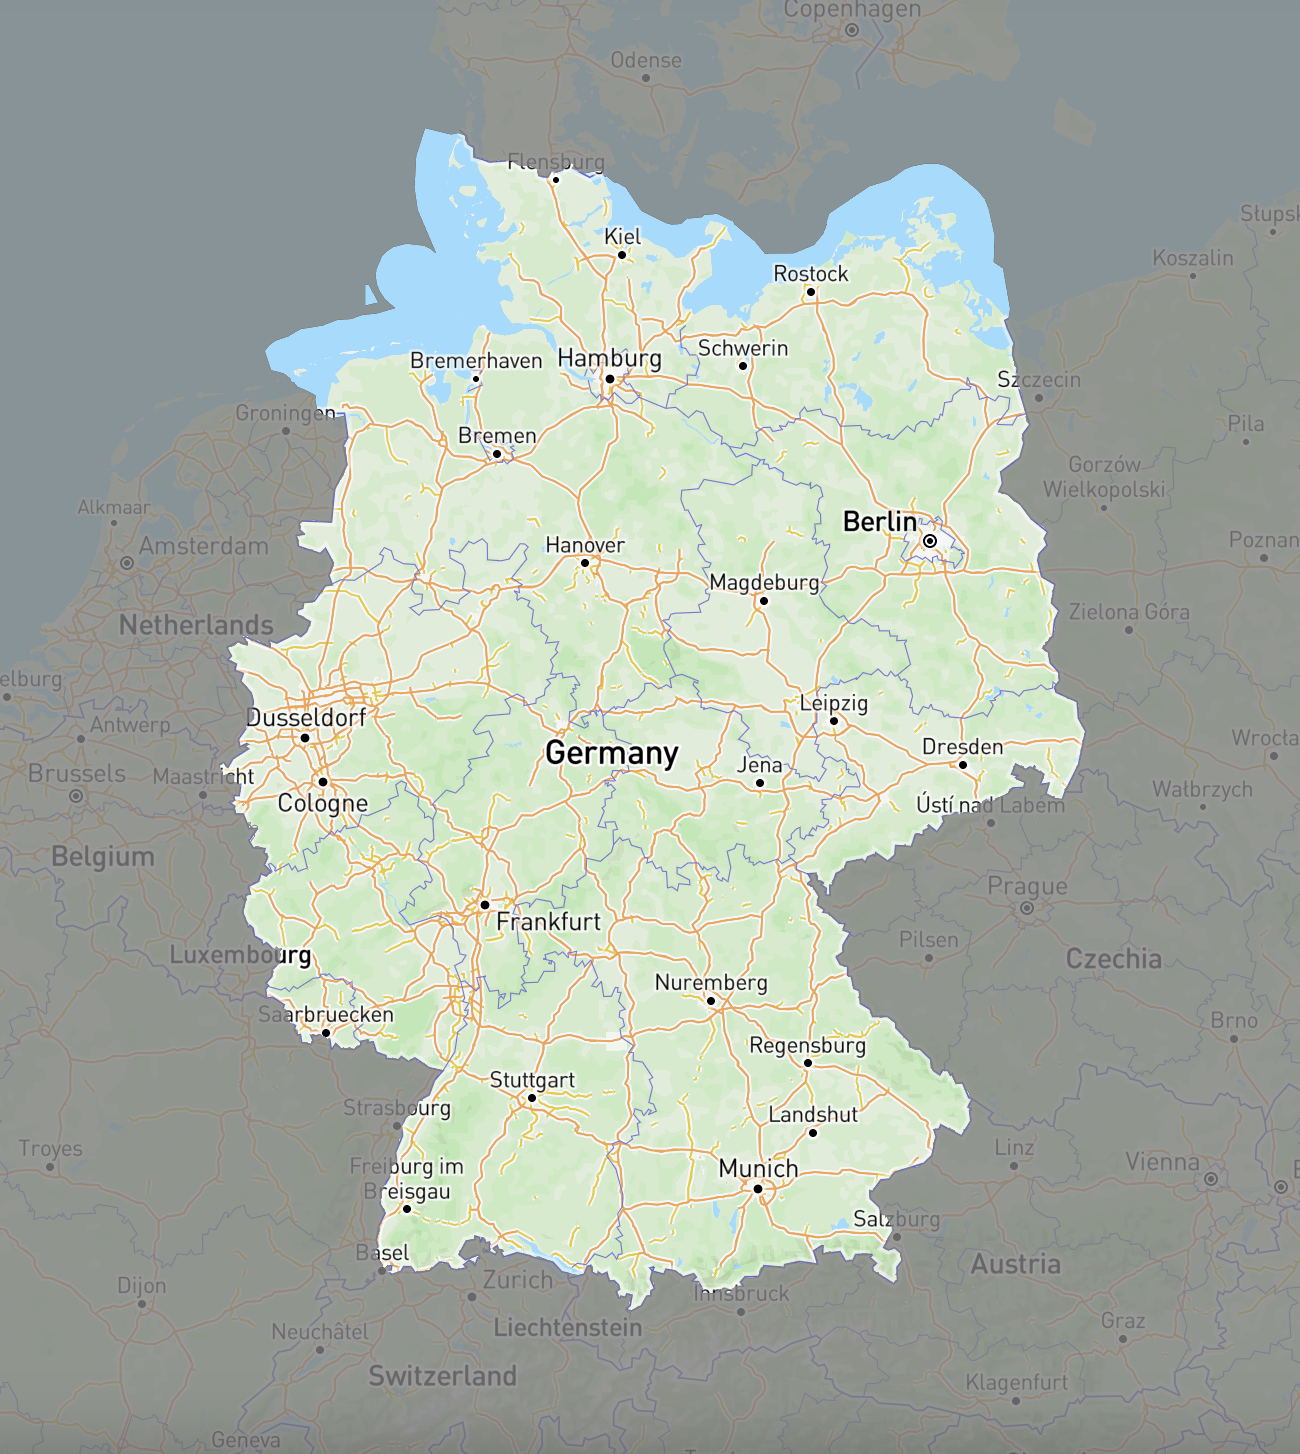 Copenhagen
Odense
Flensburg
Słupsk
Kiel
Koszalin
Rostock
Schwerin
Hamburg
Bremerhaven
Szczecin
Groningen
Pila
Bremen
Gorzów
Wielkopolski
Alkmaar
Berlin
Amsterdam
Hanover
Poznan
Magdeburg
Zielona Góra
Netherlands
elburg
Leipzig
Dusseldorf
Antwerp
Wrocła
Dresden
Germany
Jena
Brussels
Maastricht
Wałbrzych
Cologne
Ústí nad Labem
Belgium
Prague
Frankfurt
Pilsen
Luxembourg
Czechia
Nuremberg
Saarbruecken
Brno
Regensburg
Stuttgart
Strasbourg
Landshut
Troyes
Linz
Vienna
Freiburg im
Breisgau
Munich
Salzburg
Basel
Austria
Zurich
Dijon
Innsbruck
Graz
Neuchâtel
Liechtenstein
Switzerland
Klagenfurt
Geneva